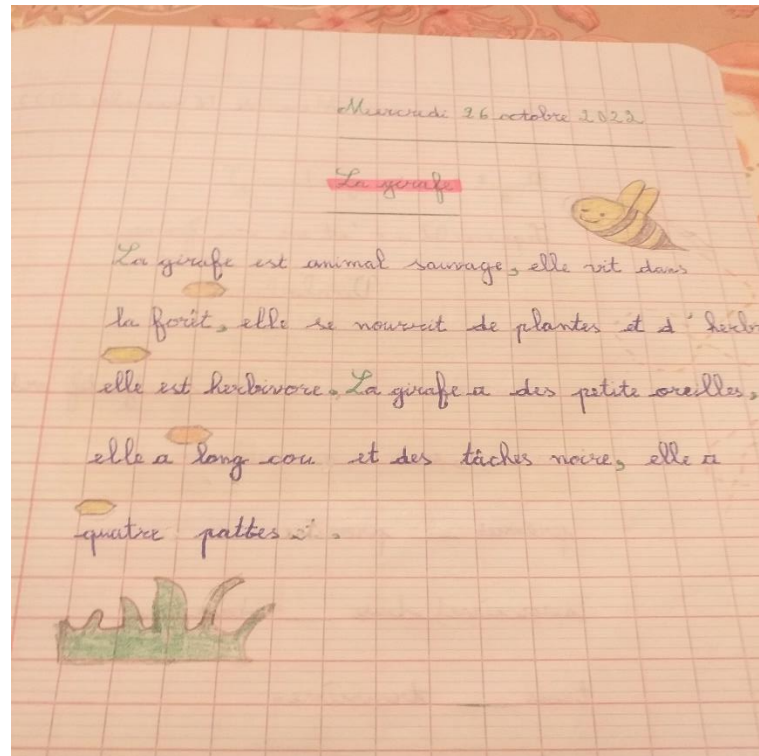 Mercredi 26 octobre 2022
La girafe
La girafe est animal sauvage, elle vit dans
la forêt, elle se nourrit de plantes et d'herb
elle est herbivore. La girafe a des petite oreilles,
elle a long cou et des tâches noire, elle a
quatre pattes.